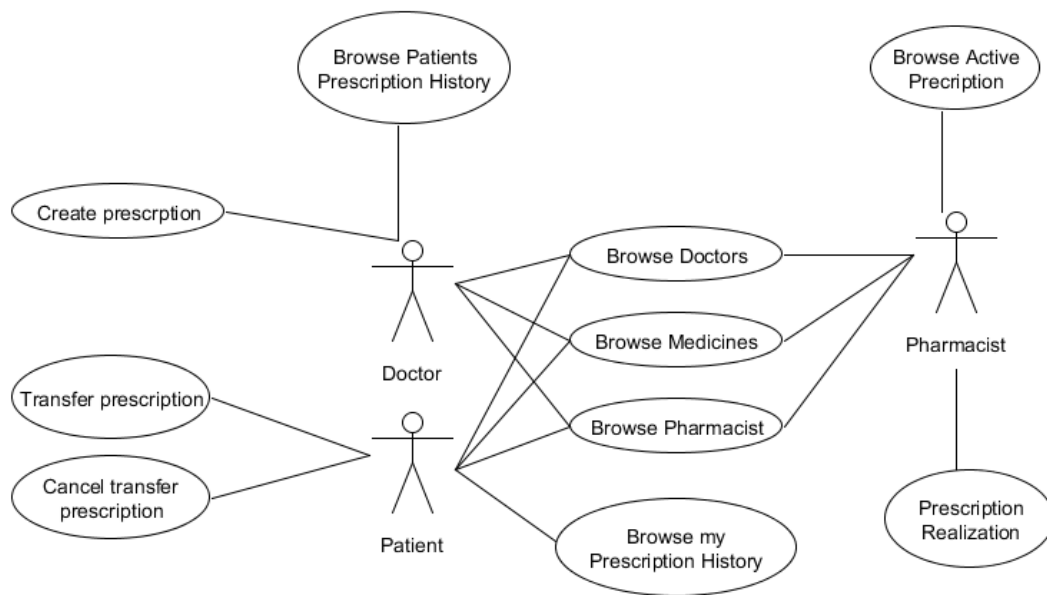 Browse Patients
Prescription History
Browse Active
Precription
Create prescrption
Browse Doctors
Browse Medicines
Pharmacist
Doctor
Transfer prescription
Browse Pharmacist
Cancel transfer
prescription
Patient
Browse my
Prescription History
Prescription
Realization